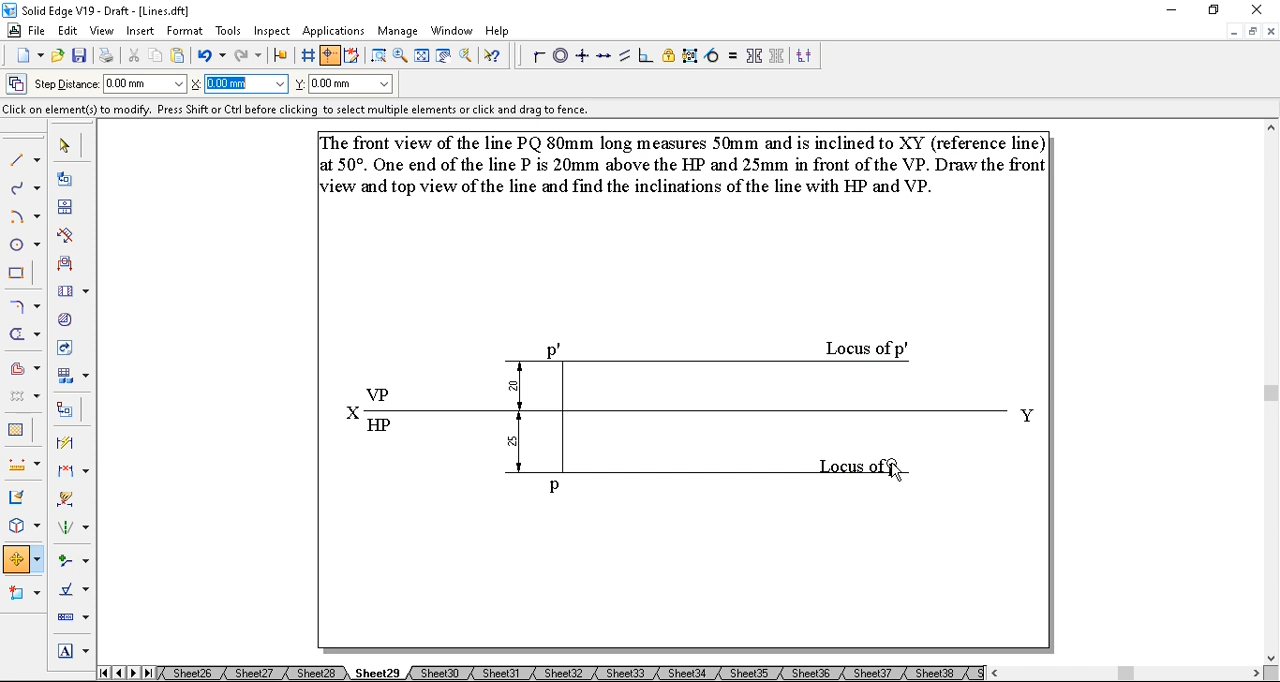 Solid Edge V19 - Draft - [Lines.dft]
File Edit View Insert Format Tools Inspect Applications Manage Window Help
Step Distance: 0.00 mm X: 0.00 mm Y: 0.00 mm
Click on element(s) to modify. Press Shift or Ctrl before clicking to select multiple elements or click and drag to fence.
The front view of the line PQ 80mm long measures 50mm and is inclined to XY (reference line)
at 50°. One end of the line P is 20mm above the HP and 25mm in front of the VP. Draw the front
view and top view of the line and find the inclinations of the line with HP and VP.
p' Locus of p'
20
VP
X Y
HP
25
Locus of
p
A
Sheet26 Sheet27 Sheet28 Sheet29 Sheet30 Sheet31 Sheet32 Sheet33 Sheet34 Sheet35 Sheet36 Sheet37 Sheet38 S